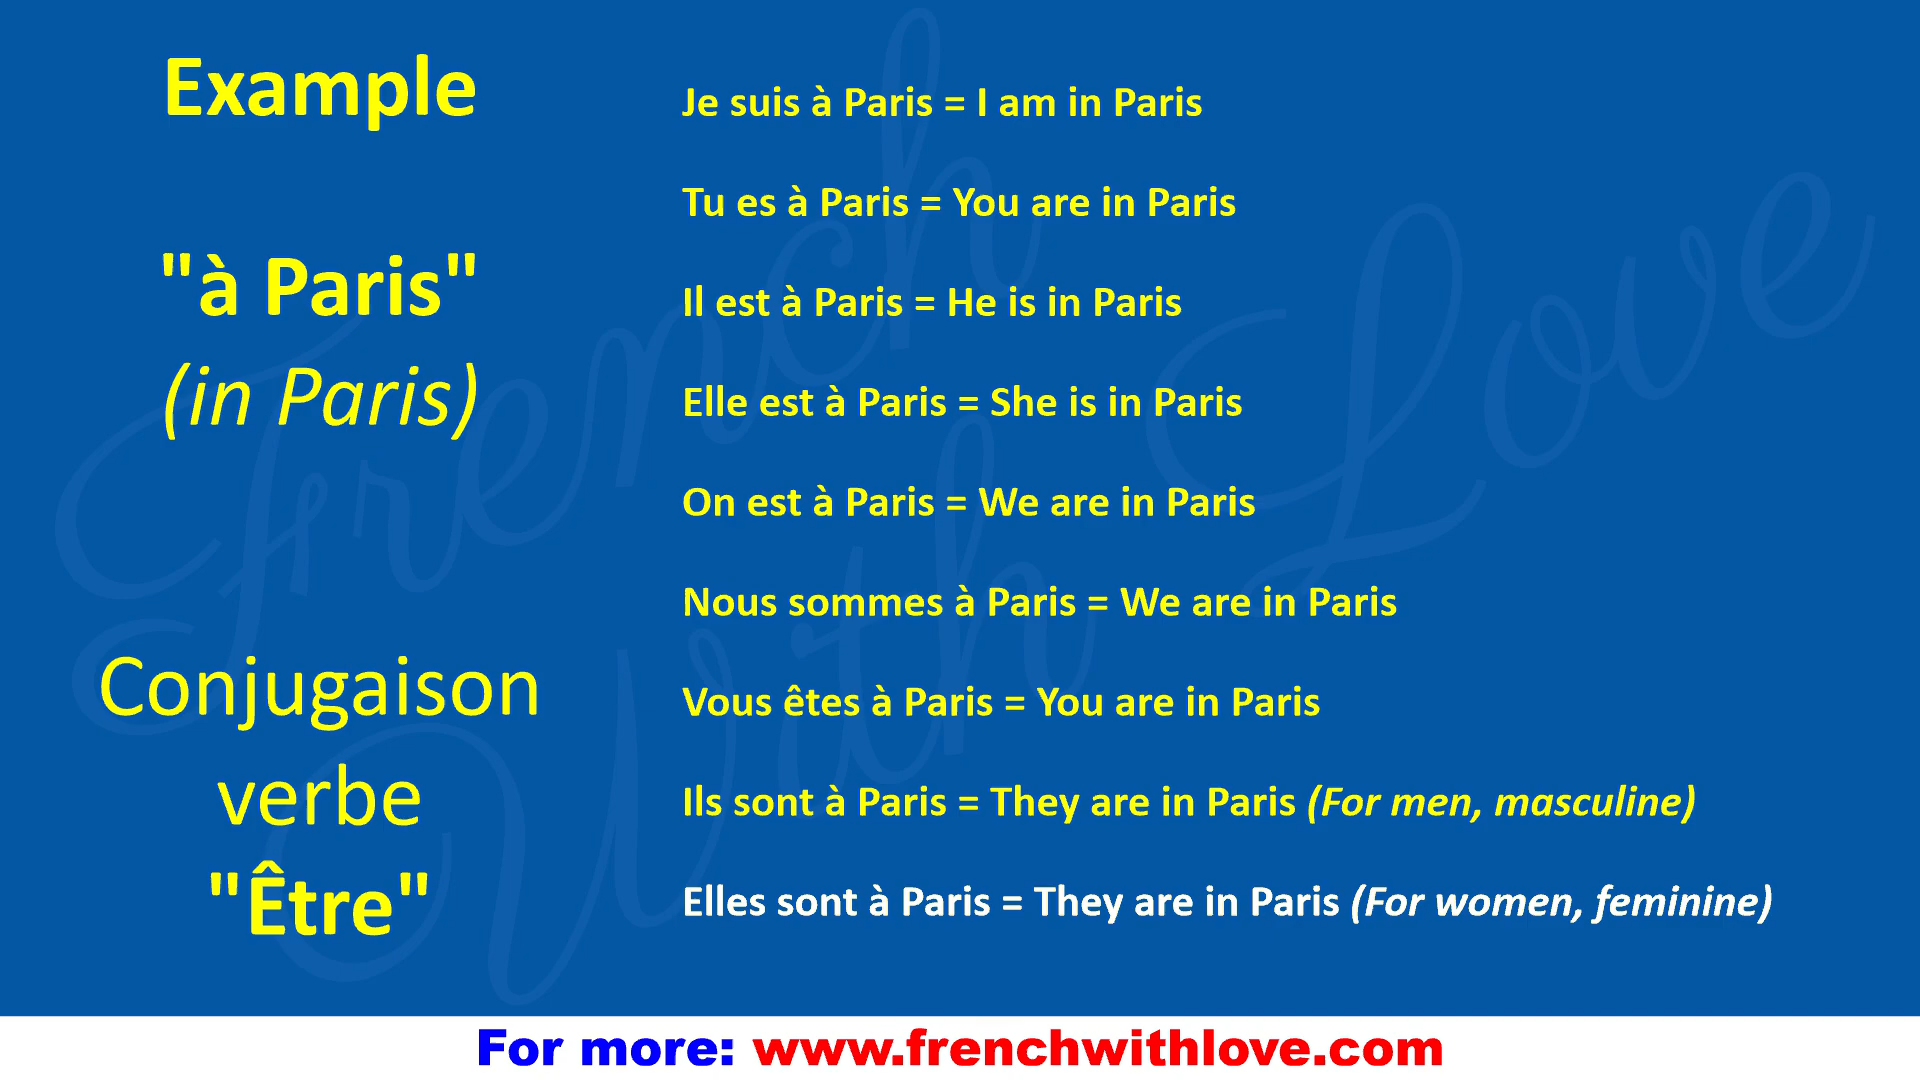 Example
"à Paris"
(in Paris)
Conjugaison
verbe
"Être"
Je suis à Paris = I am in Paris
Tu es à Paris = You are in Paris
Il est à Paris = He is in Paris
Elle est à Paris = She is in Paris
On est à Paris = We are in Paris
Nous sommes à Paris = We are in Paris
Vous êtes à Paris = You are in Paris
Ils sont à Paris = They are in Paris (For men, masculine)
Elles sont à Paris = They are in Paris (For women, feminine)
French
With Love
For more: www.frenchwithlove.com